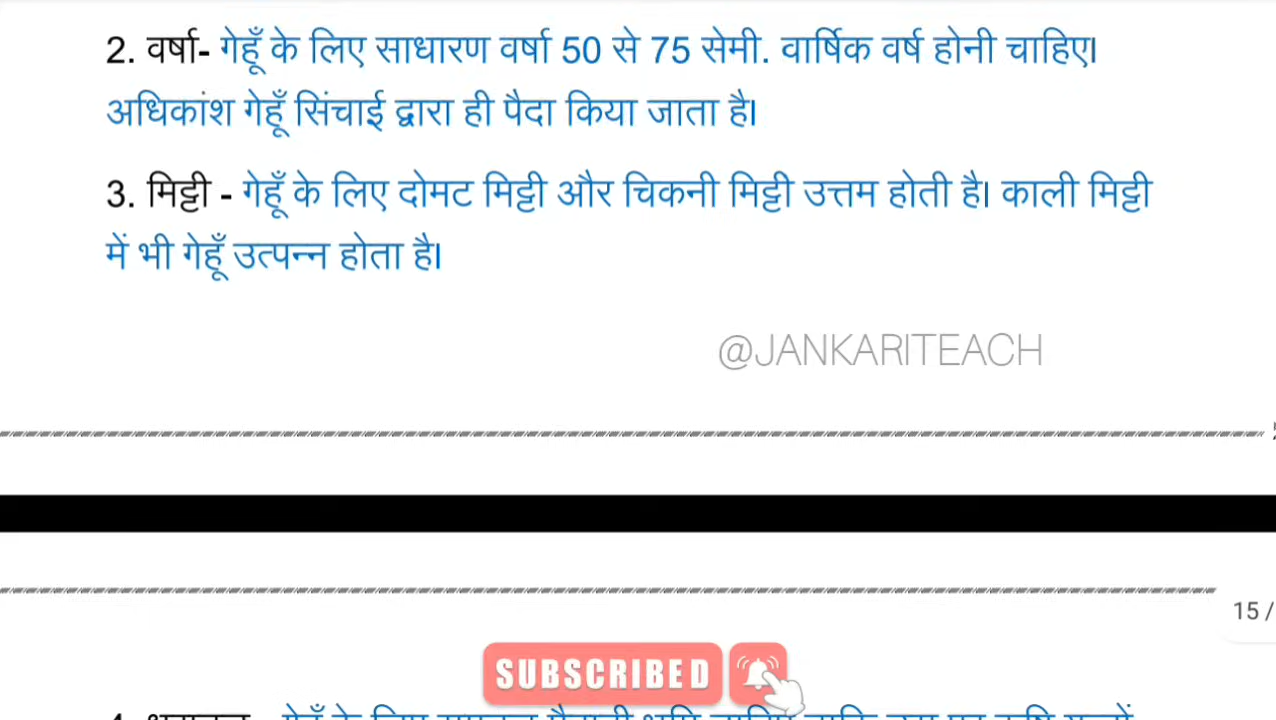 2. वर्षा- गेहूँ के लिए साधारण वर्षा 50 से 75 सेमी. वार्षिक वर्ष होनी चाहिए।
अधिकांश गेहूँ सिंचाई द्वारा ही पैदा किया जाता है।
3. मिट्टी - गेहूँ के लिए दोमट मिट्टी और चिकनी मिट्टी उत्तम होती है। काली मिट्टी
में भी गेहूँ उत्पन्न होता है।
@JANKARITEACH
15 /
SUBSCRIBED